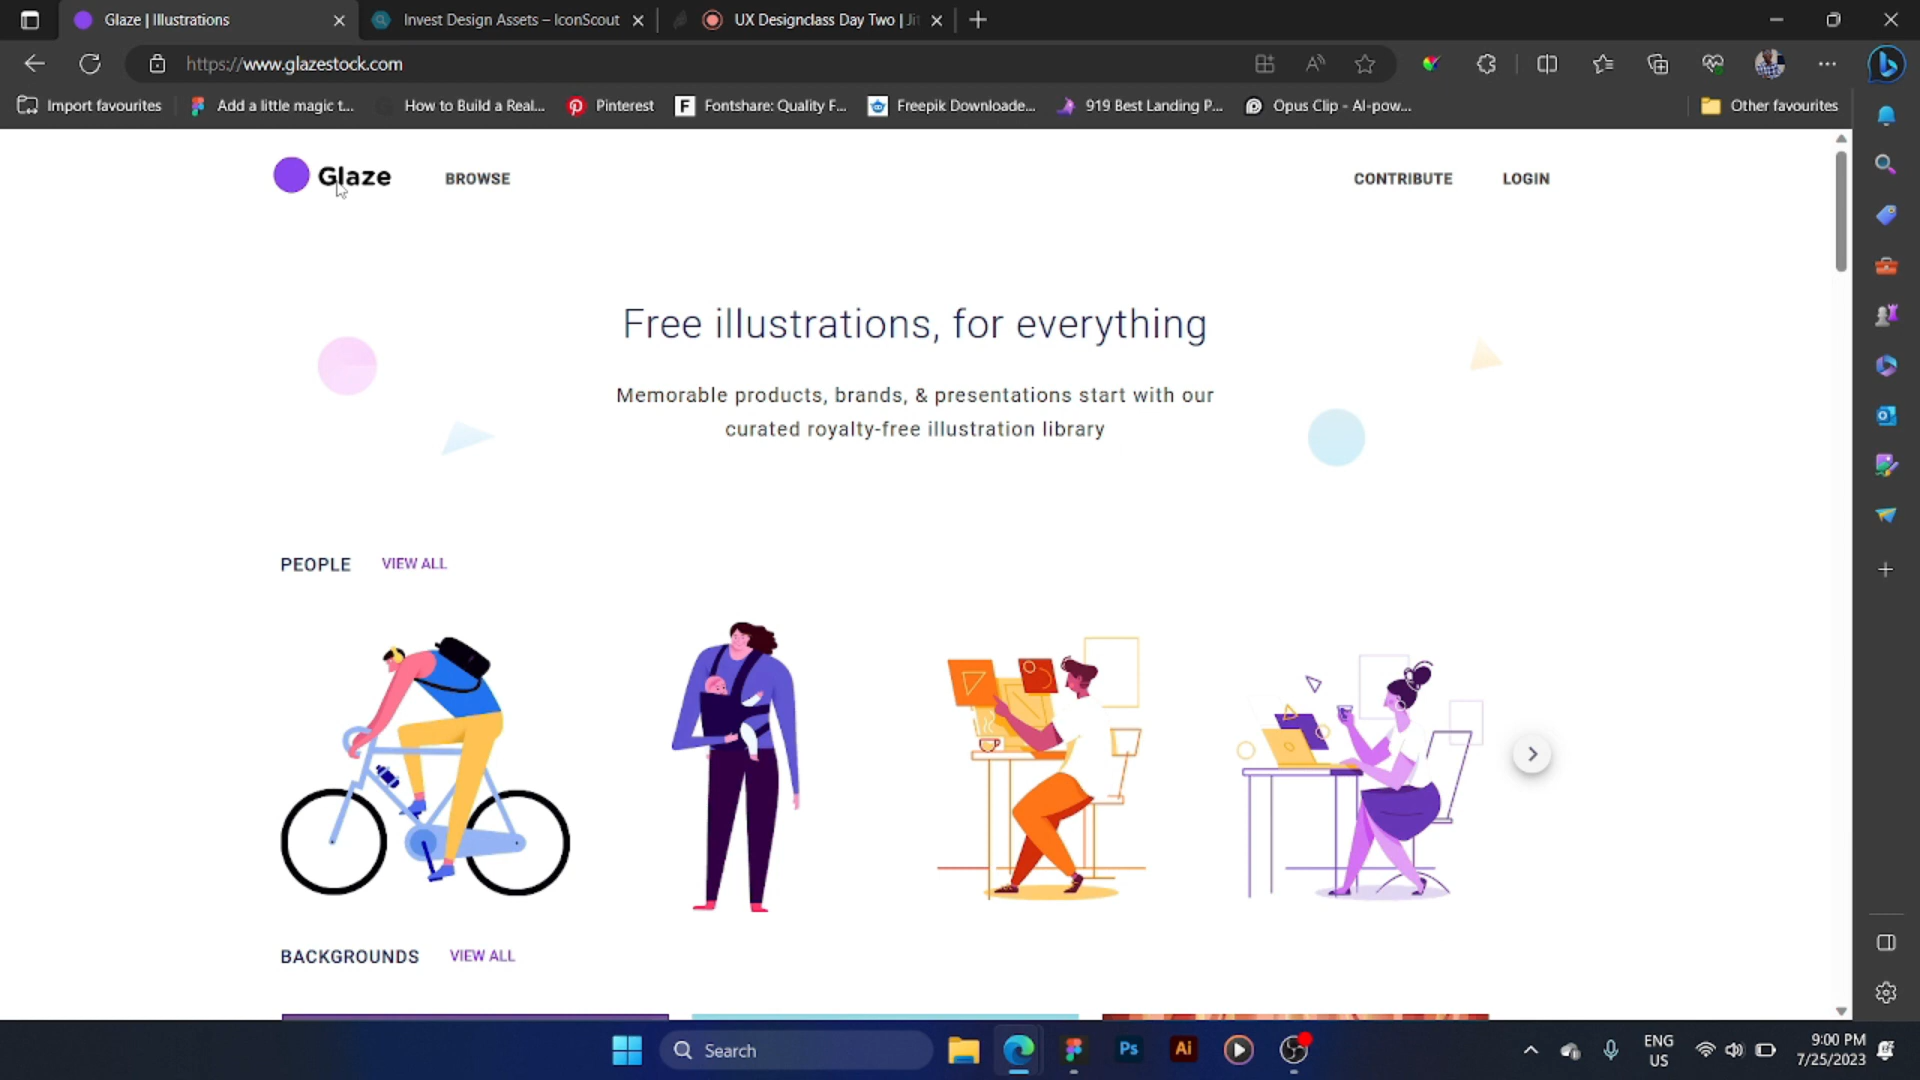 Glaze | Illustrations
Invest Design Assets – IconScout
UX Designclass Day Two | Jit
https://www.glazestock.com
Import favourites
Add a little magic t...
How to Build a Real...
Pinterest
F
Fontshare: Quality F...
Freepik Downloade...
919 Best Landing P...
Opus Clip - AI-pow...
Other favourites
Glaze
BROWSE
CONTRIBUTE
LOGIN
Free illustrations, for everything
Memorable products, brands, & presentations start with our
curated royalty-free illustration library
PEOPLE
VIEW ALL
BACKGROUNDS
VIEW ALL
Search
Ps
Ai
ENG
US
9:00 PM
7/25/2023